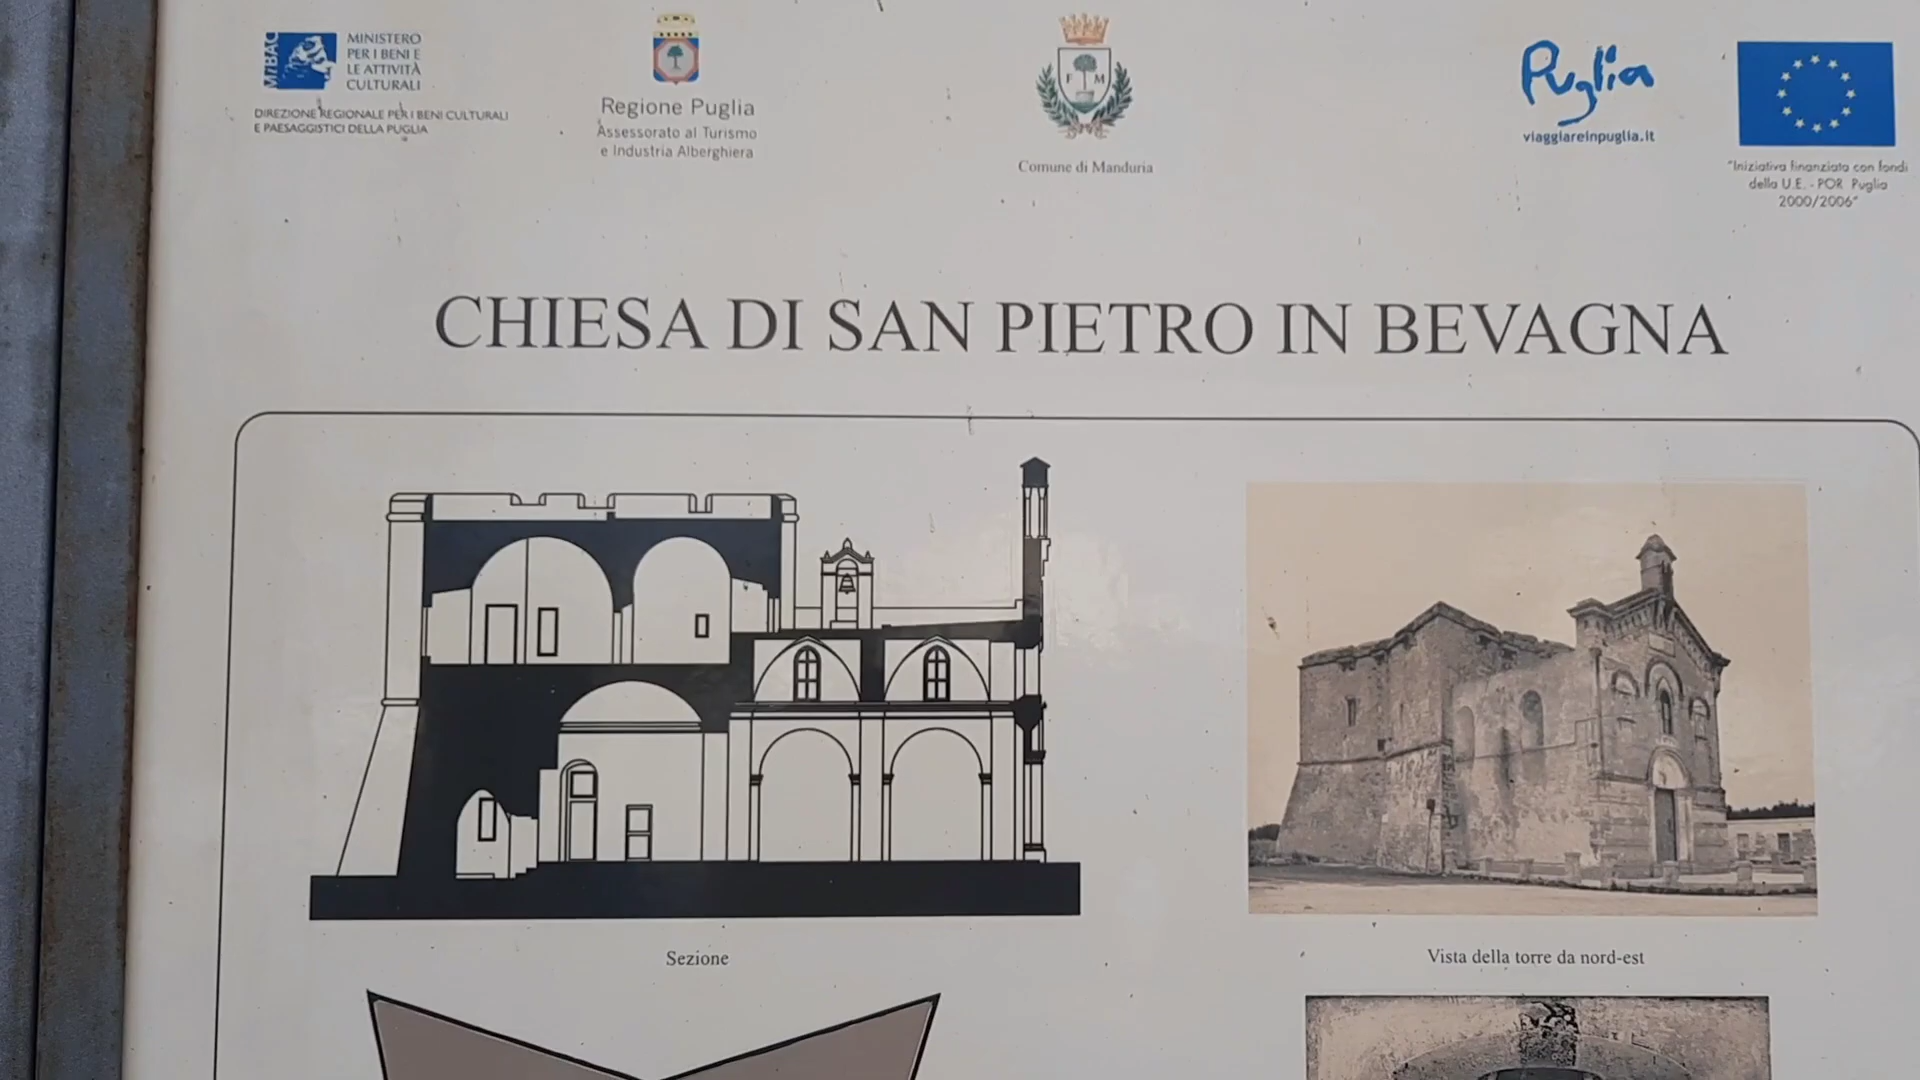 MiBAC
MINISTERO
PER I BENI E
LE ATTIVITÀ
CULTURALI
DIREZIONE REGIONALE PER I BENI CULTURALI
E PAESAGGISTICI DELLA PUGLIA
Regione Puglia
Assessorato al Turismo
e Industria Alberghiera
F M
Comune di Manduria
Puglia
viaggiareinpuglia.it
"Iniziativa finanziata con fondi
della U.E. - POR Puglia
2000/2006"
CHIESA DI SAN PIETRO IN BEVAGNA
Sezione
Vista della torre da nord-est